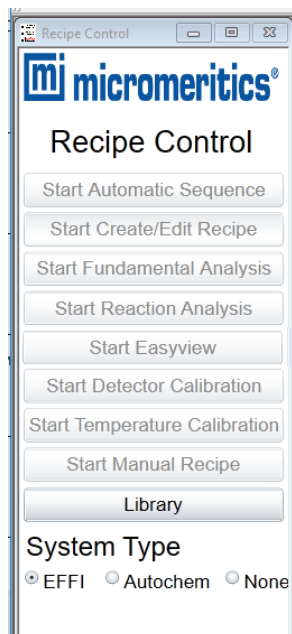 Recipe Control
mi micromeritics®
Recipe Control
Start Automatic Sequence
Start Create/Edit Recipe
Start Fundamental Analysis
Start Reaction Analysis
Start Easyview
Start Detector Calibration
Start Temperature Calibration
Start Manual Recipe
Library
System Type
EFFI Autochem None